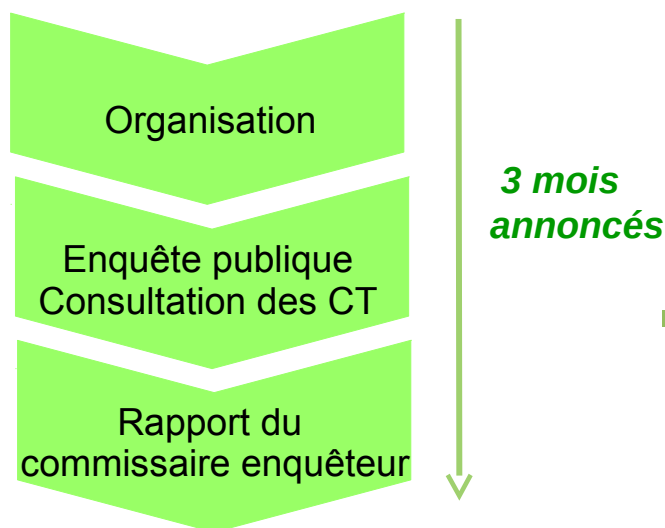 Organisation
3 mois
annoncés
Enquête publique
Consultation des CT
Rapport du
commissaire enquêteur